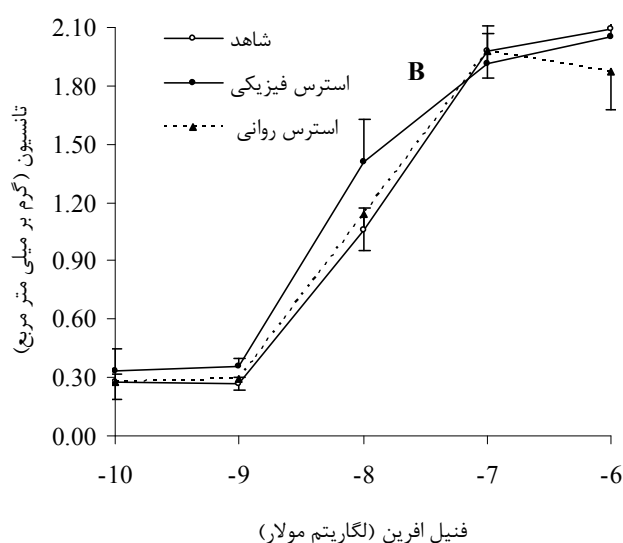 2.10
1.80
1.50
1.20
0.90
0.60
0.30
0.00
تانسیون (گرم بر میلی متر مربع)
شاهد
استرس فیزیکی
استرس روانی
B
-10 -9 -8 -7 -6
فنیل افرین (لگاریتم مولار)